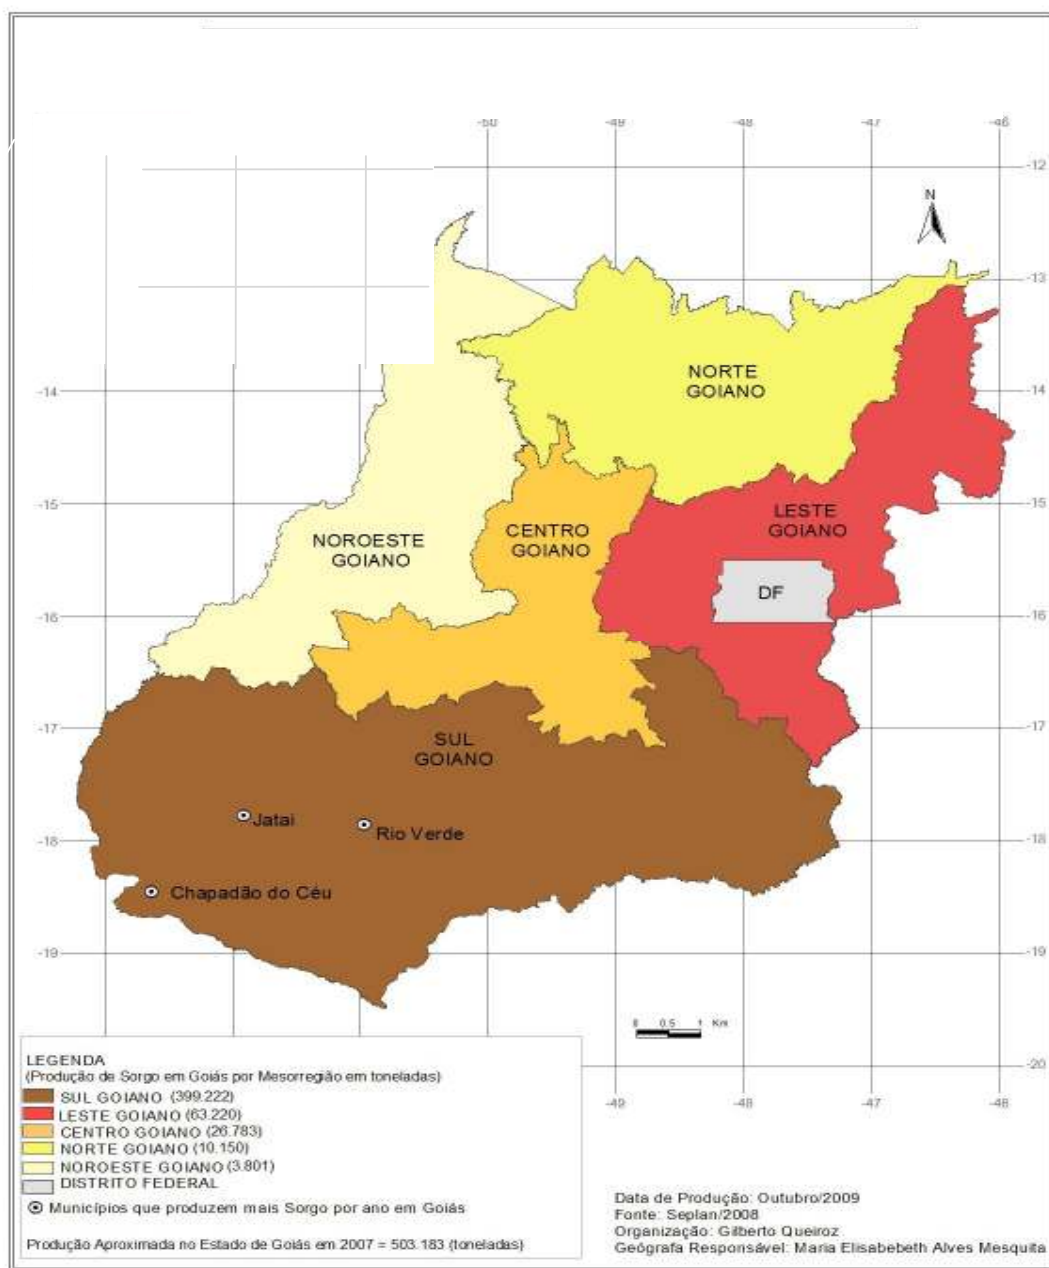 -50 -49 -48 -47 -46
-12
N
-13
NORTE
GOIANO
-14 -14
-15 -15
LESTE
GOIANO
CENTRO
GOIANO
NOROESTE
GOIANO
DF
-16 -16
-17 -17
SUL
GOIANO
Jatai
Rio Verde
-18 -18
Chapadão do Céu
-19 -19
0 0.5 1 Km
-20
-49 -48 -47 -46
LEGENDA
(Produção de Sorgo em Goiás por Mesorregião em toneladas)
SUL GOIANO (399.222)
LESTE GOIANO (63.220)
CENTRO GOIANO (26.783)
NORTE GOIANO (10.150)
NOROESTE GOIANO (3.801)
DISTRITO FEDERAL
Municípios que produzem mais Sorgo por ano em Goiás
Produção Aproximada no Estado de Goiás em 2007 = 503.183 (toneladas)
Data de Produção: Outubro/2009
Fonte: Seplan/2008
Organização: Gilberto Queiroz
Geógrafa Responsável: Maria Elisabebeth Alves Mesquita